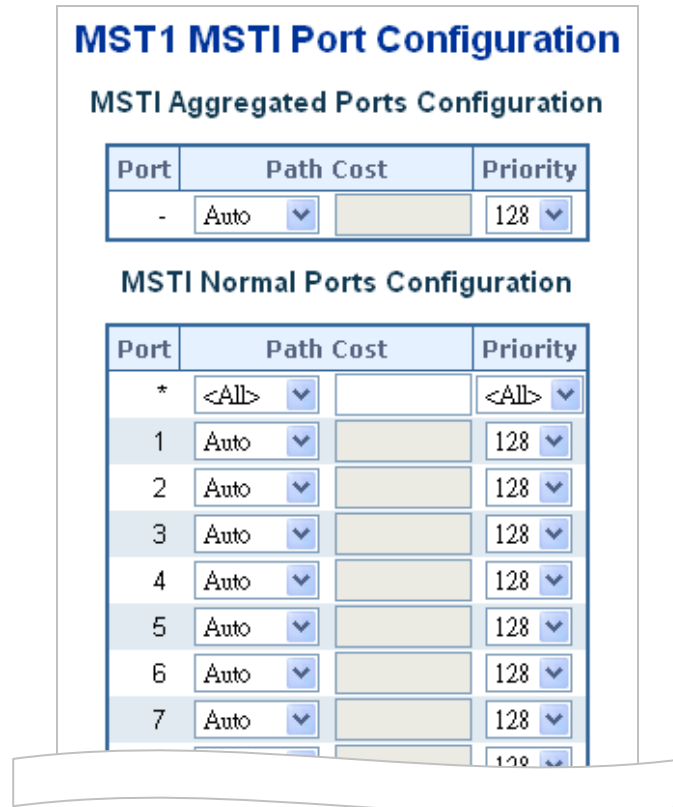 MST1 MSTI Port Configuration
MSTI Aggregated Ports Configuration
Port Path Cost Priority
- Auto 128
MSTI Normal Ports Configuration
Port Path Cost Priority
* <All> <All>
1 Auto 128
2 Auto 128
3 Auto 128
4 Auto 128
5 Auto 128
6 Auto 128
7 Auto 128